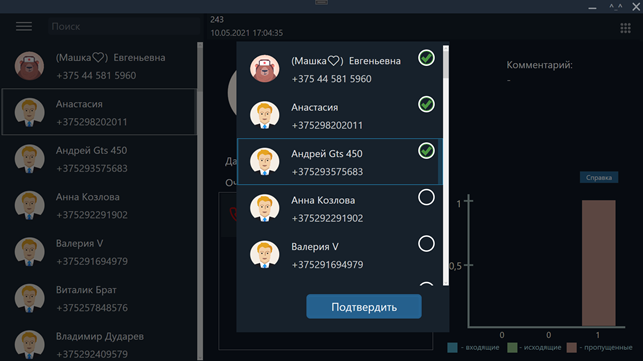 ^_^
Поиск
(Машка♡) Евгеньевна
+375 44 581 5960
Анастасия
+375298202011
Андрей Gts 450
+375293575683
Анна Козлова
+375292291902
Валерия V
+375291694979
Виталик Брат
+375257848576
Владимир Дударев
+375292409579
243
10.05.2021 17:04:35
Да
Оч
(Машка♡) Евгеньевна
+375 44 581 5960
Анастасия
+375298202011
Андрей Gts 450
+375293575683
Анна Козлова
+375292291902
Валерия V
+375291694979
Подтвердить
Комментарий:
-
Справка
1
0,5
0 0 1
- входящие - исходящие - пропущенные